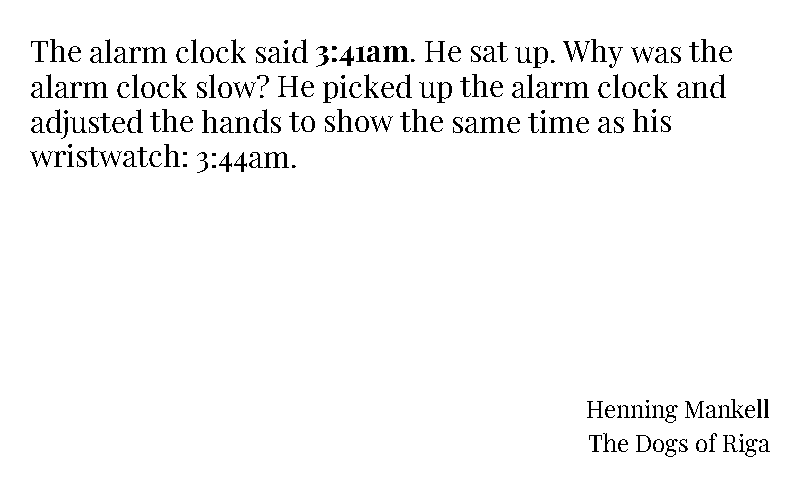 The alarm clock said 3:41am. He sat up. Why was the
alarm clock slow? He picked up the alarm clock and
adjusted the hands to show the same time as his
wristwatch: 3:44am.
Henning Mankell
The Dogs of Riga